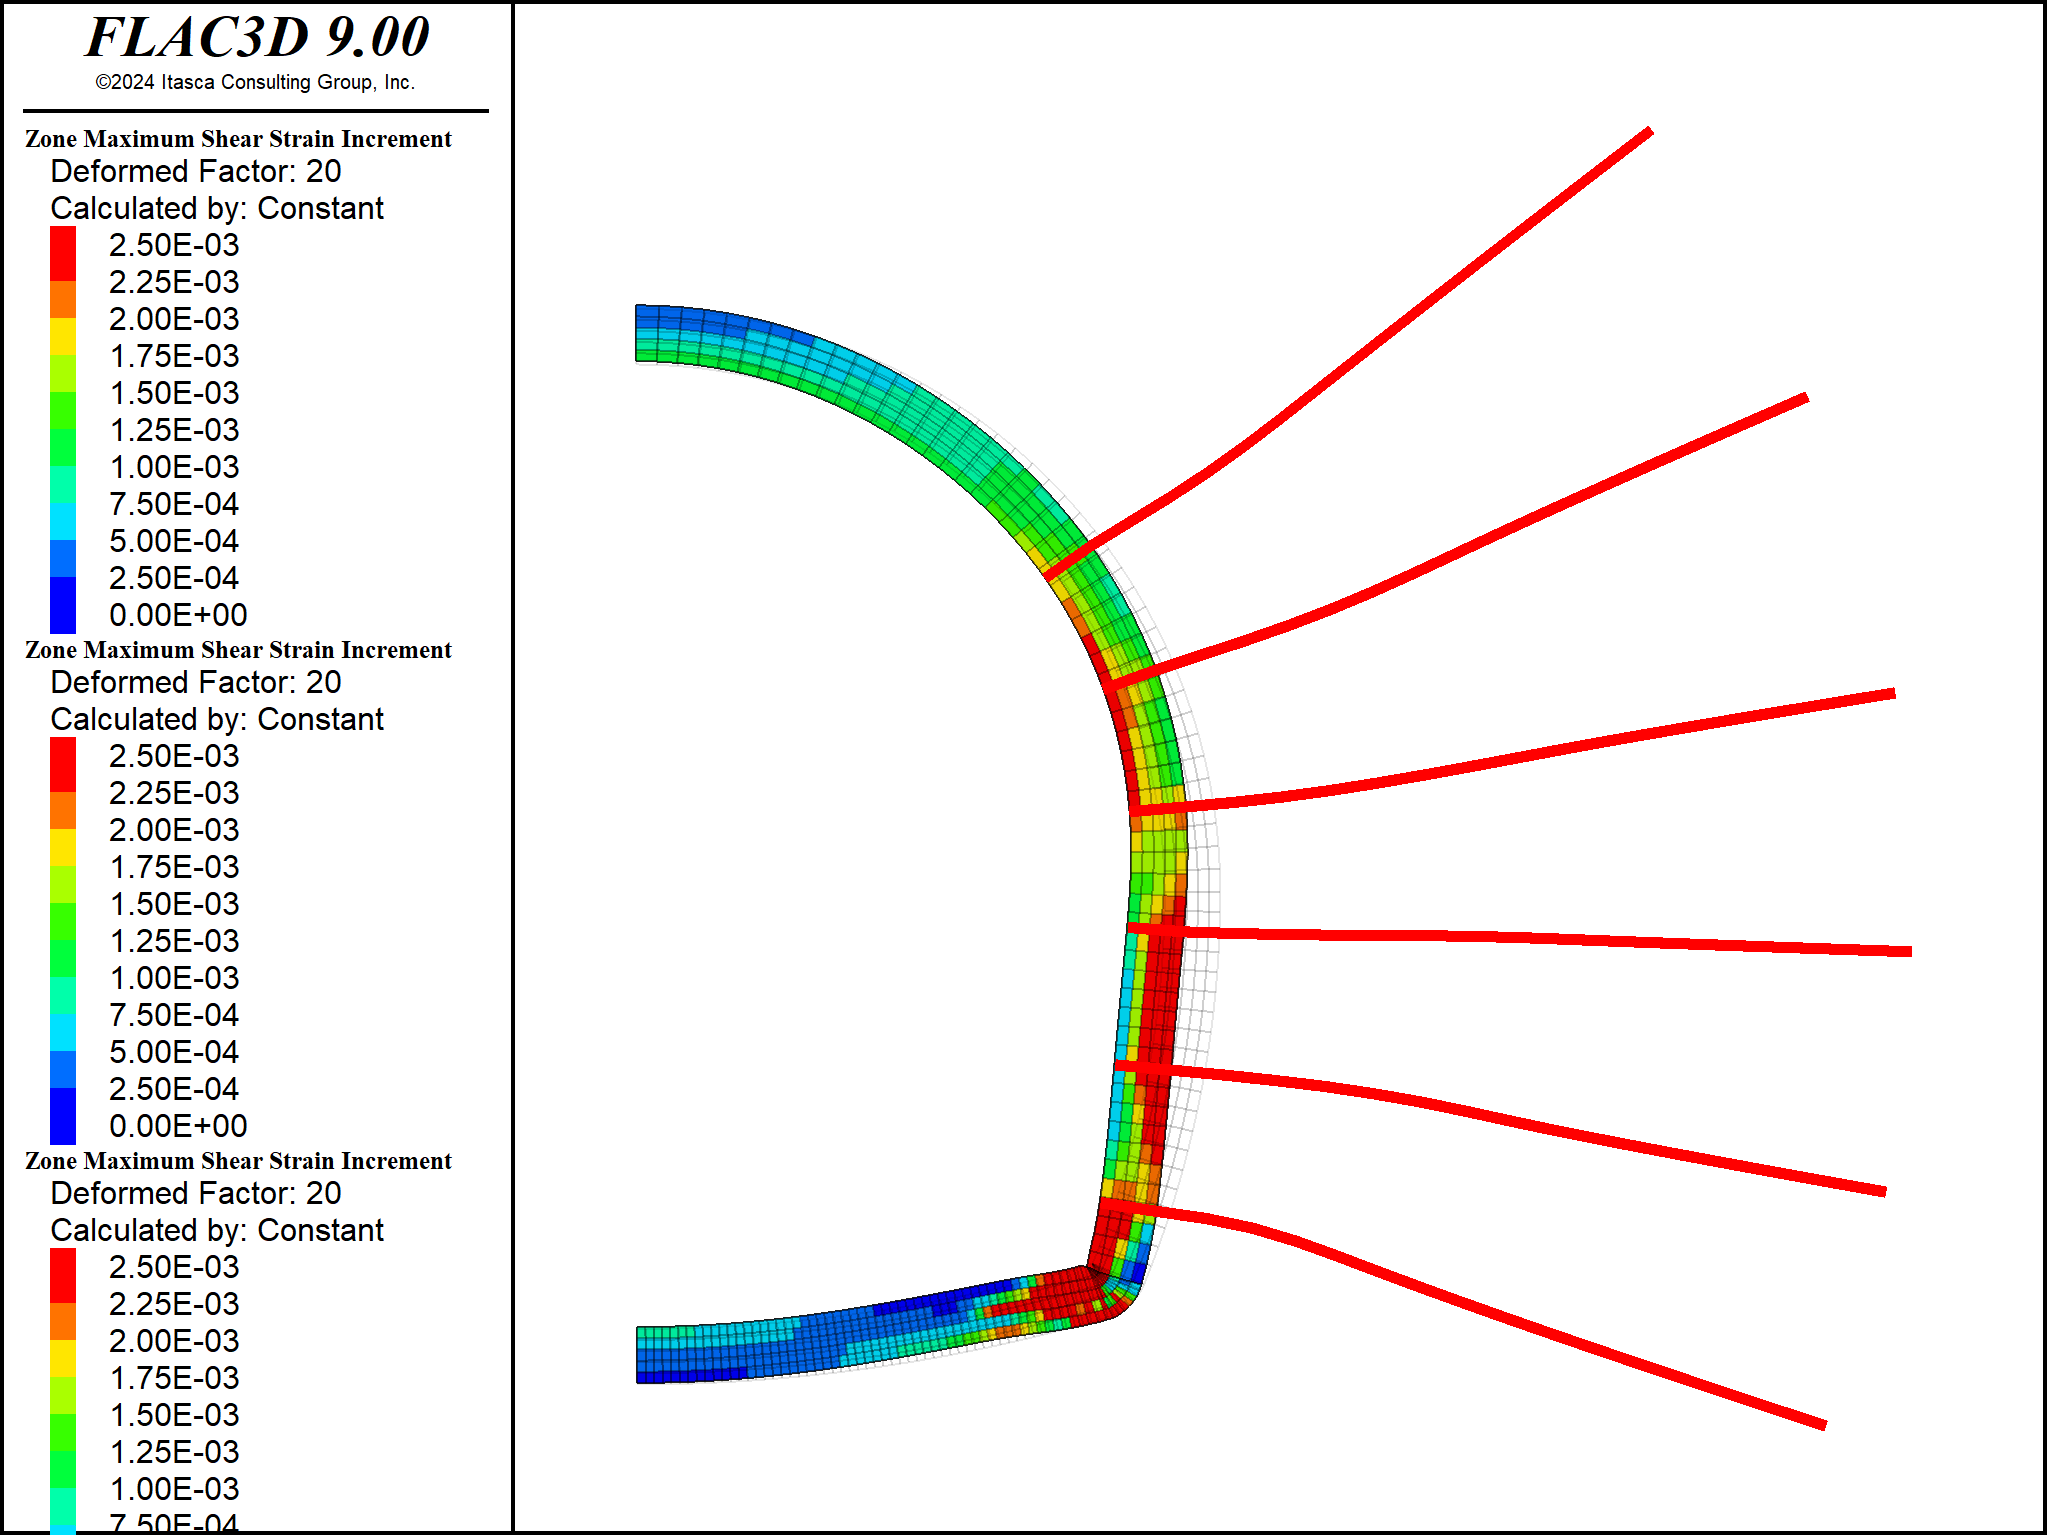 FLAC3D 9.00
©2024 Itasca Consulting Group, Inc.
Zone Maximum Shear Strain Increment
Deformed Factor: 20
Calculated by: Constant
2.50E-03
2.25E-03
2.00E-03
1.75E-03
1.50E-03
1.25E-03
1.00E-03
7.50E-04
5.00E-04
2.50E-04
0.00E+00
Zone Maximum Shear Strain Increment
Deformed Factor: 20
Calculated by: Constant
2.50E-03
2.25E-03
2.00E-03
1.75E-03
1.50E-03
1.25E-03
1.00E-03
7.50E-04
5.00E-04
2.50E-04
0.00E+00
Zone Maximum Shear Strain Increment
Deformed Factor: 20
Calculated by: Constant
2.50E-03
2.25E-03
2.00E-03
1.75E-03
1.50E-03
1.25E-03
1.00E-03
7.50E-04